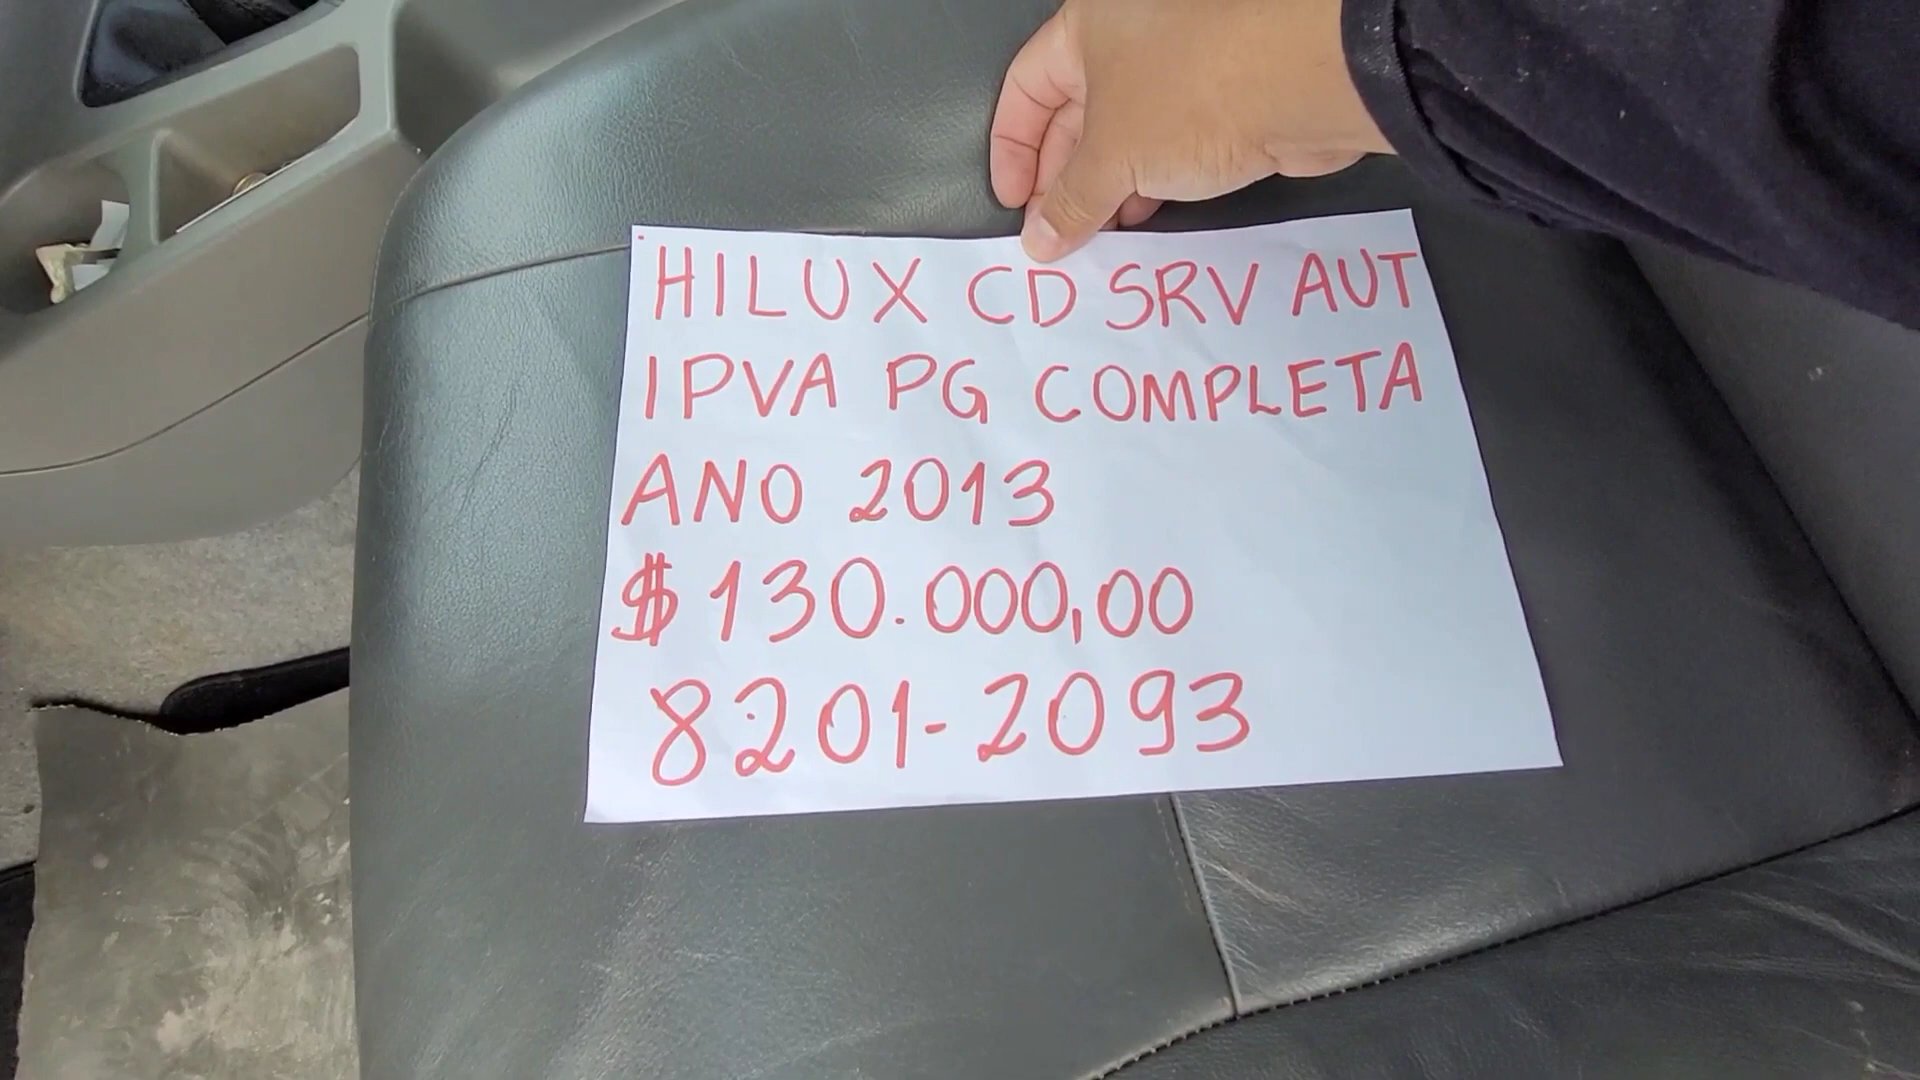 HILUX CD SRV AUT
IPVA PG COMPLETA
ANO 2013
$ 130.000,00
8201-2093